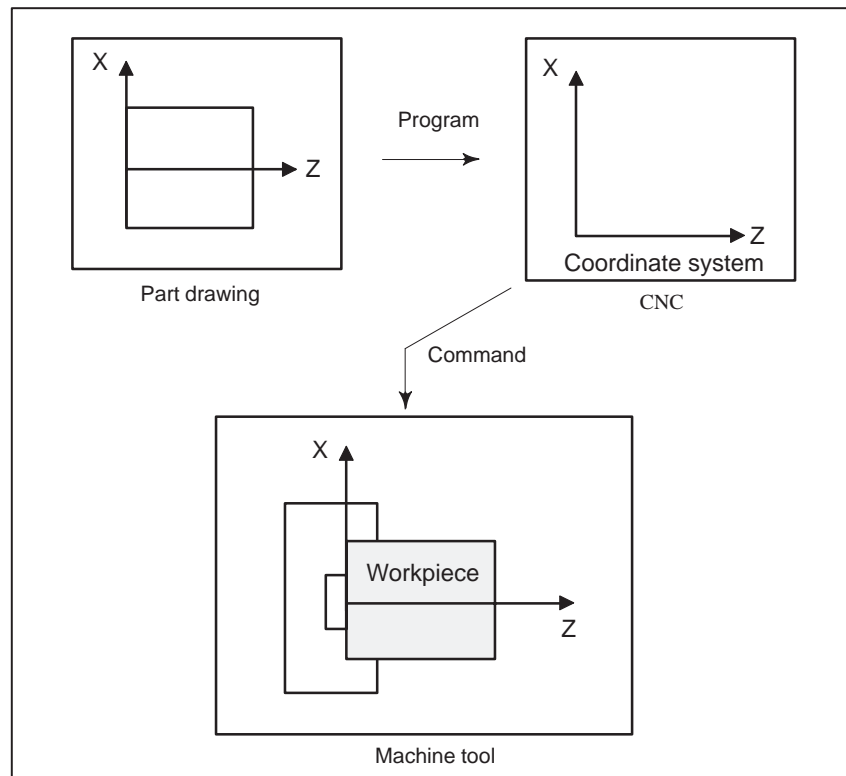 X
Z
Part drawing
Program
X
Z
Coordinate system
CNC
Command
X
Workpiece
Z
Machine tool